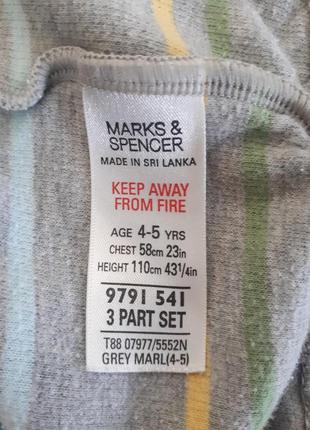 MARKS &
SPENCER
MADE IN SRI LANKA
KEEP AWAY
FROM FIRE
AGE 4-5 YRS
CHEST 58cm 23in
HEIGHT 110cm 431/4in
9791 541
3 PART SET
T88 07977/5552N
GREY MARL(4-5)